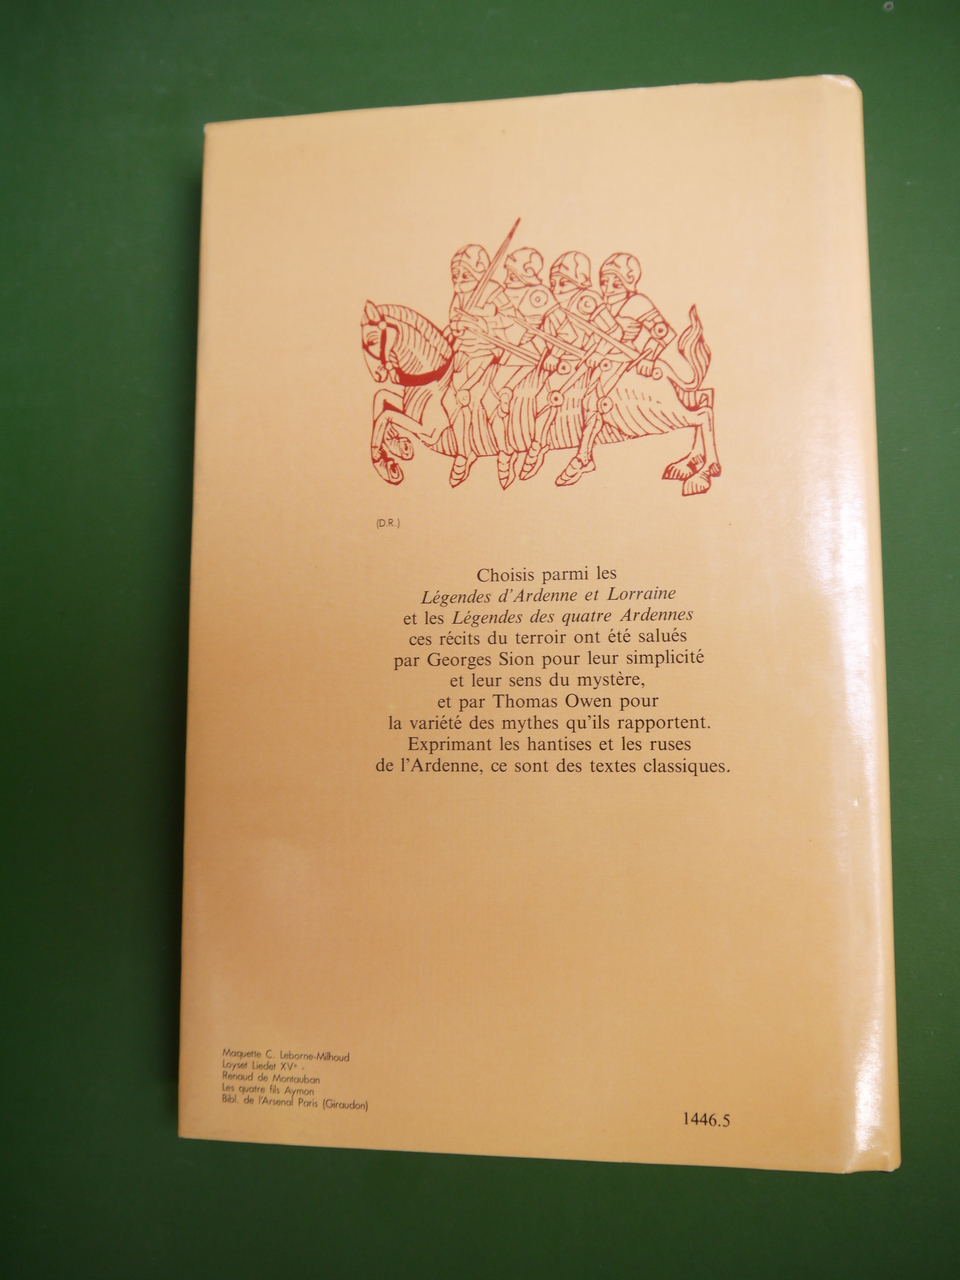 (D.R.)
Choisis parmi les
Légendes d'Ardenne et Lorraine
et les Légendes des quatre Ardennes
ces récits du terroir ont été salués
par Georges Sion pour leur simplicité
et leur sens du mystère,
et par Thomas Owen pour
la variété des mythes qu'ils rapportent.
Exprimant les hantises et les ruses
de l'Ardenne, ce sont des textes classiques.
Maquette C. Leborne-Milhoud
Loyset Liedet XVe -
Renaud de Montauban
Les quatre fils Aymon
Bibl. de l'Arsenal Paris (Giraudon)
1446.5